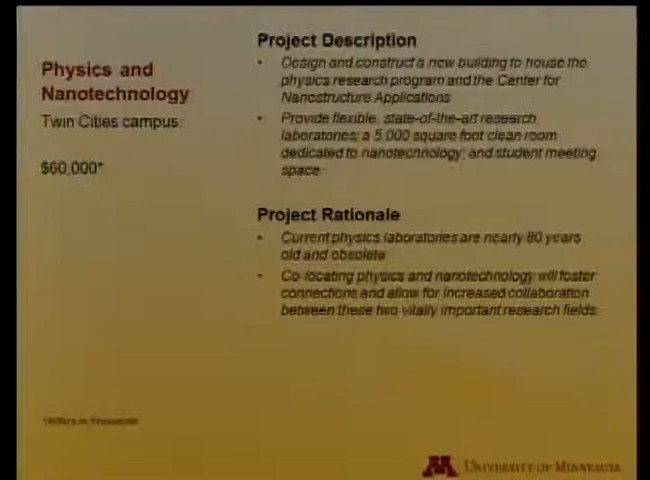 Physics and
Nanotechnology
Twin Cities campus
$60,000*
Project Description
• Design and construct a new building to house the
physics research program and the Center for
Nanostructure Applications
• Provide flexible, state-of-the-art research
laboratories; a 5,000 square foot clean room
dedicated to nanotechnology; and student meeting
space
Project Rationale
• Current physics laboratories are nearly 80 years
old and obsolete
• Co-locating physics and nanotechnology will foster
connections and allow for increased collaboration
between these two vitally important research fields
*dollars in thousands
M
UNIVERSITY OF MINNESOTA